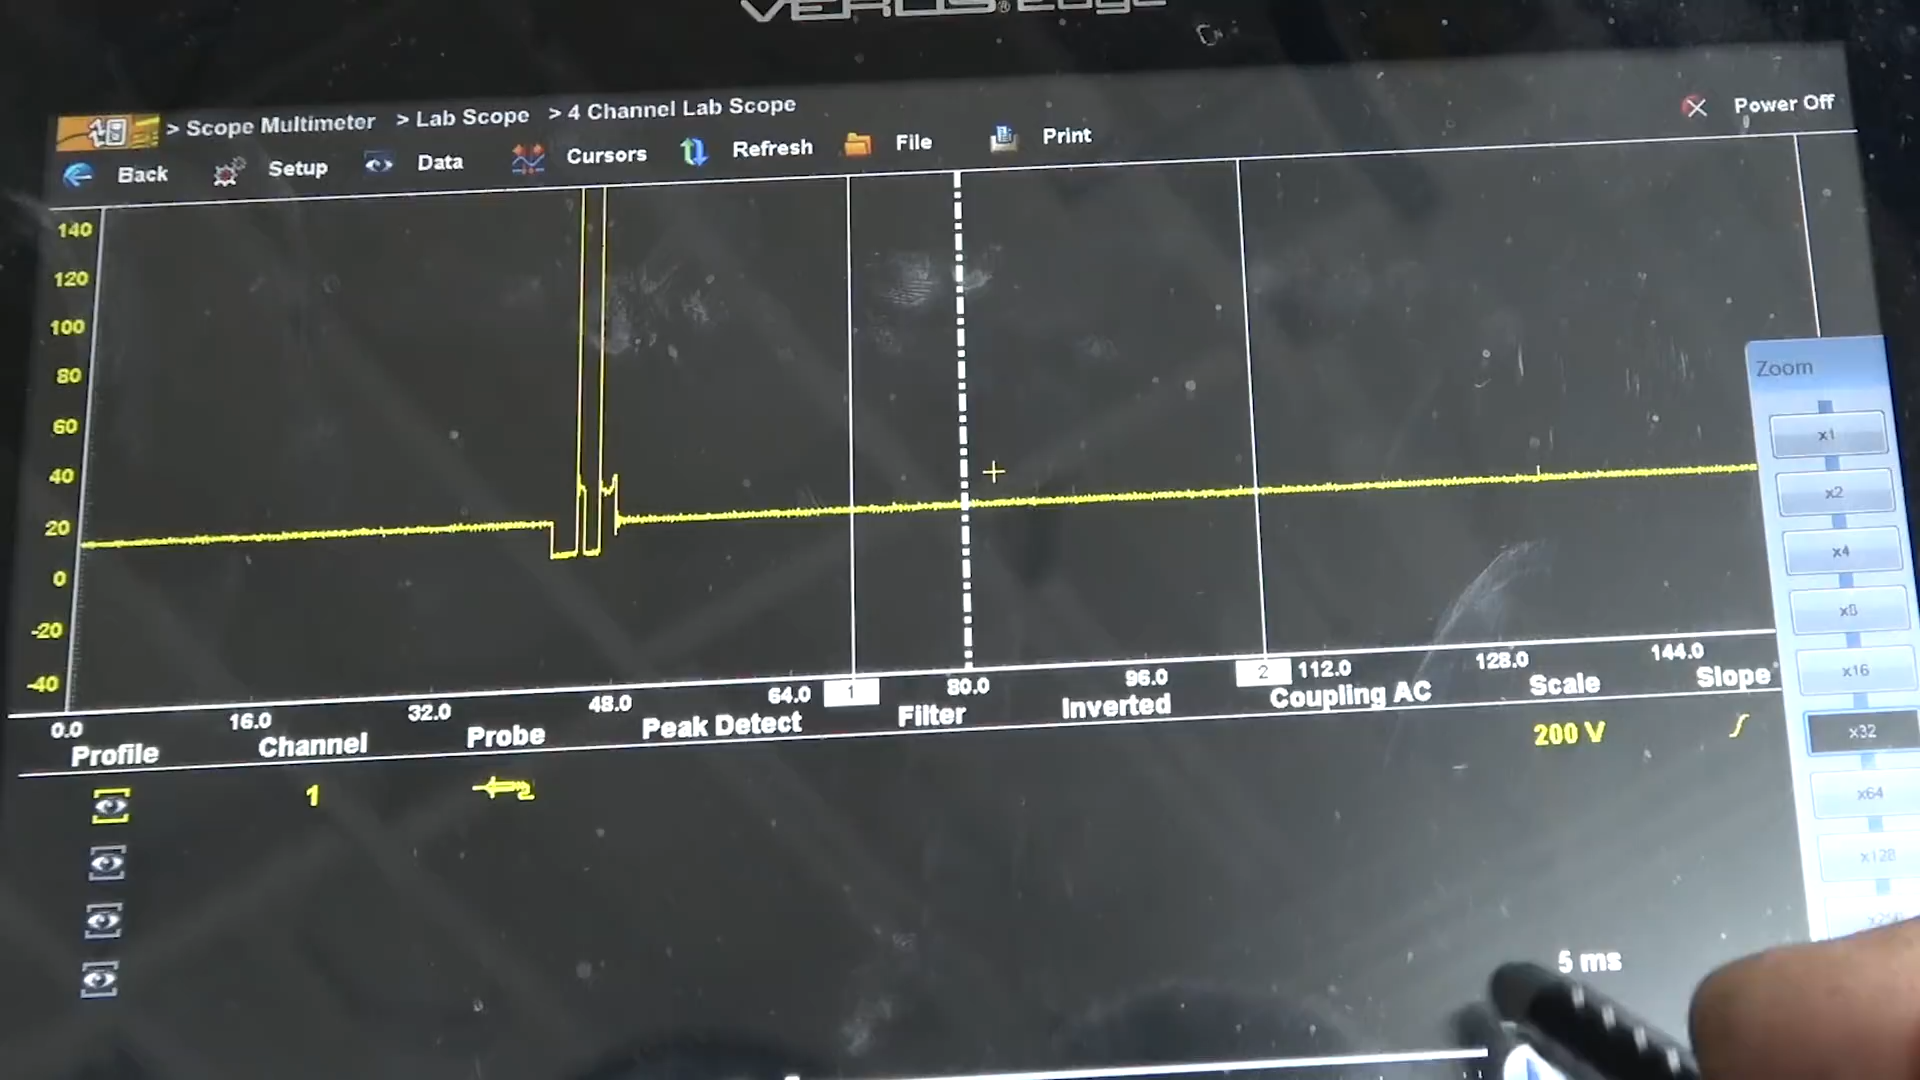 VERUS® Edge
> Scope Multimeter > Lab Scope > 4 Channel Lab Scope
Power Off
Back Setup Data Cursors Refresh File Print
140
120
100
80
60
40
20
0
-20
-40
0.0 16.0 32.0 48.0 64.0 1 80.0 96.0 2 112.0 128.0 144.0
Profile Channel Probe Peak Detect Filter Inverted Coupling AC Scale Slope
1 200 V
5 ms
Zoom
x1
x2
x4
x8
x16
x32
x64
x128